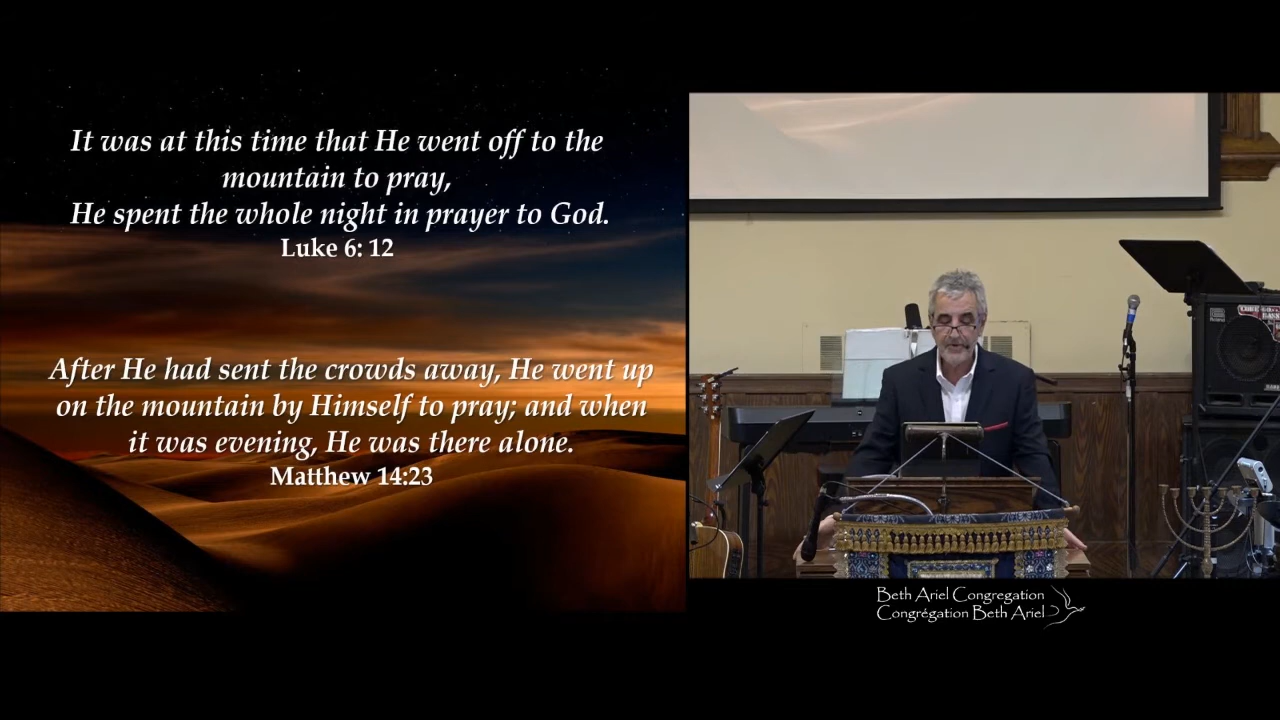 It was at this time that He went off to the
mountain to pray,
He spent the whole night in prayer to God.
Luke 6: 12
After He had sent the crowds away, He went up
on the mountain by Himself to pray; and when
it was evening, He was there alone.
Matthew 14:23
Beth Ariel Congregation
Congrégation Beth Ariel